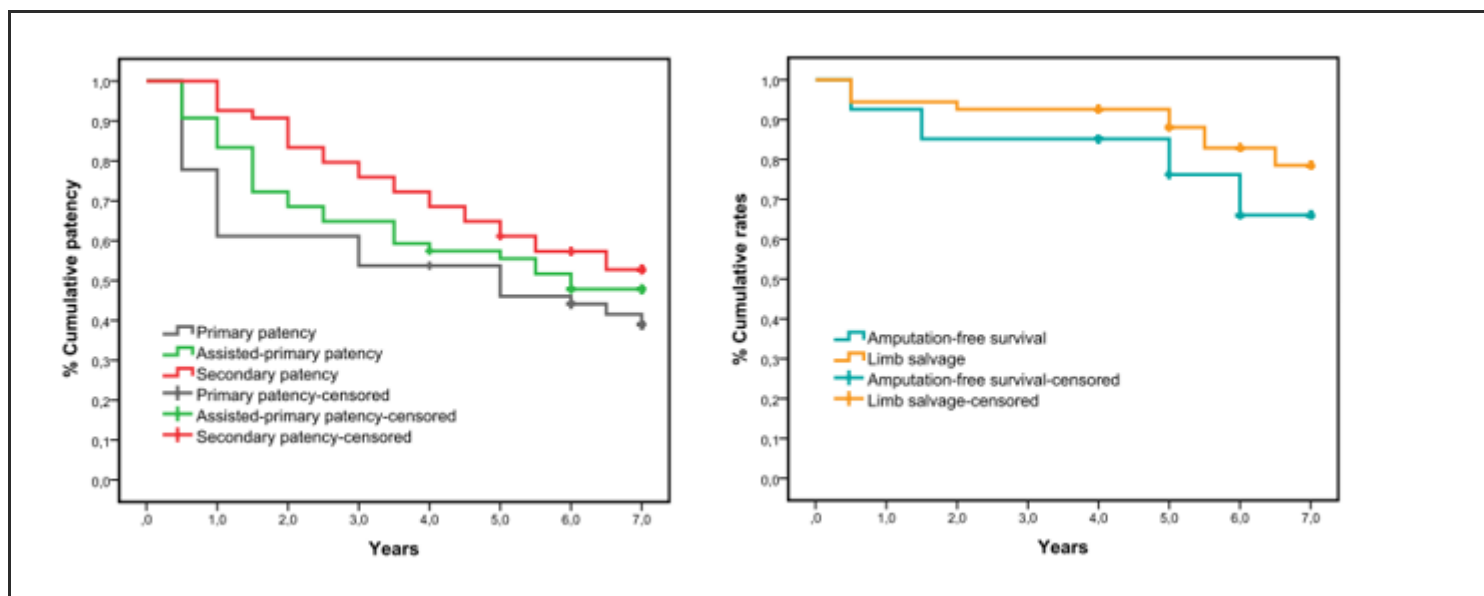 % Cumulative patency
1,0
0,9
0,8
0,7
0,6
0,5
0,4
0,3
0,2
0,1
0,0
Primary patency
Assisted-primary patency
Secondary patency
Primary patency-censored
Assisted-primary patency-censored
Secondary patency-censored
,0 1,0 2,0 3,0 4,0 5,0 6,0 7,0
Years
% Cumulative rates
1,0
0,9
0,8
0,7
0,6
0,5
0,4
0,3
0,2
0,1
0,0
Amputation-free survival
Limb salvage
Amputation-free survival-censored
Limb salvage-censored
,0 1,0 2,0 3,0 4,0 5,0 6,0 7,0
Years